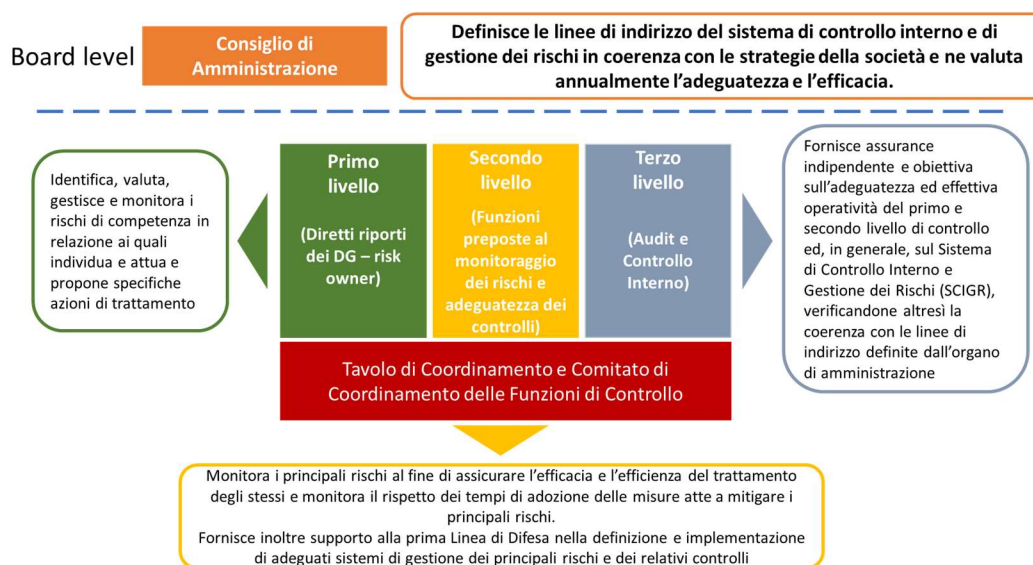 Board level
Consiglio di
Amministrazione
Definisce le linee di indirizzo del sistema di controllo interno e di
gestione dei rischi in coerenza con le strategie della società e ne valuta
annualmente l'adeguatezza e l'efficacia.
Identifica, valuta,
gestisce e monitora i
rischi di competenza in
relazione ai quali
individua e attua e
propone specifiche
azioni di trattamento
Primo
livello
(Diretti riporti
dei DG – risk
owner)
Secondo
livello
(Funzioni
preposte al
monitoraggio
dei rischi e
adeguatezza dei
controlli)
Terzo
livello
(Audit e
Controllo
Interno)
Fornisce assurance
indipendente e obiettiva
sull'adeguatezza ed effettiva
operatività del primo e
secondo livello di controllo
ed, in generale, sul Sistema
di Controllo Interno e
Gestione dei Rischi (SCIGR),
verificandone altresì la
coerenza con le linee di
indirizzo definite dall'organo
di amministrazione
Tavolo di Coordinamento e Comitato di
Coordinamento delle Funzioni di Controllo
Monitora i principali rischi al fine di assicurare l'efficacia e l'efficienza del trattamento
degli stessi e monitora il rispetto dei tempi di adozione delle misure atte a mitigare i
principali rischi.
Fornisce inoltre supporto alla prima Linea di Difesa nella definizione e implementazione
di adeguati sistemi di gestione dei principali rischi e dei relativi controlli